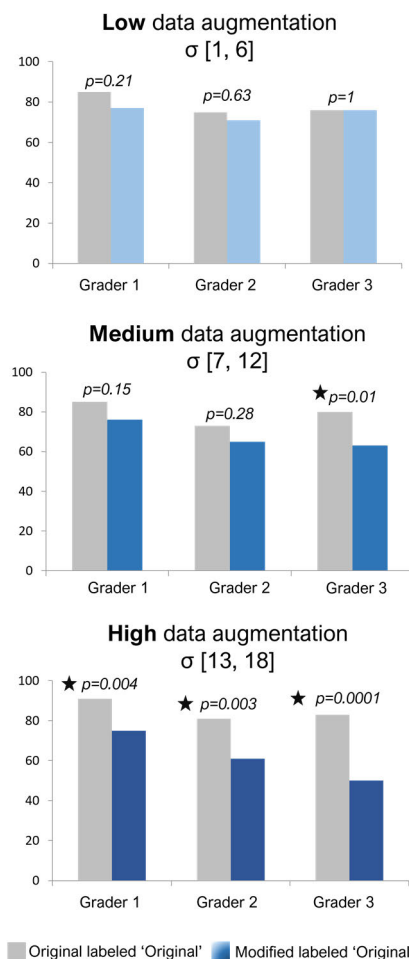 Low data augmentation
σ [1, 6]
100
80
60
40
20
0
p=0.21
p=0.63
p=1
Grader 1
Grader 2
Grader 3
Medium data augmentation
σ [7, 12]
100
80
60
40
20
0
p=0.15
p=0.28
★ p=0.01
Grader 1
Grader 2
Grader 3
High data augmentation
σ [13, 18]
100
80
60
40
20
0
★ p=0.004
★ p=0.003
★ p=0.0001
Grader 1
Grader 2
Grader 3
Original labeled ‘Original’
Modified labeled ‘Original